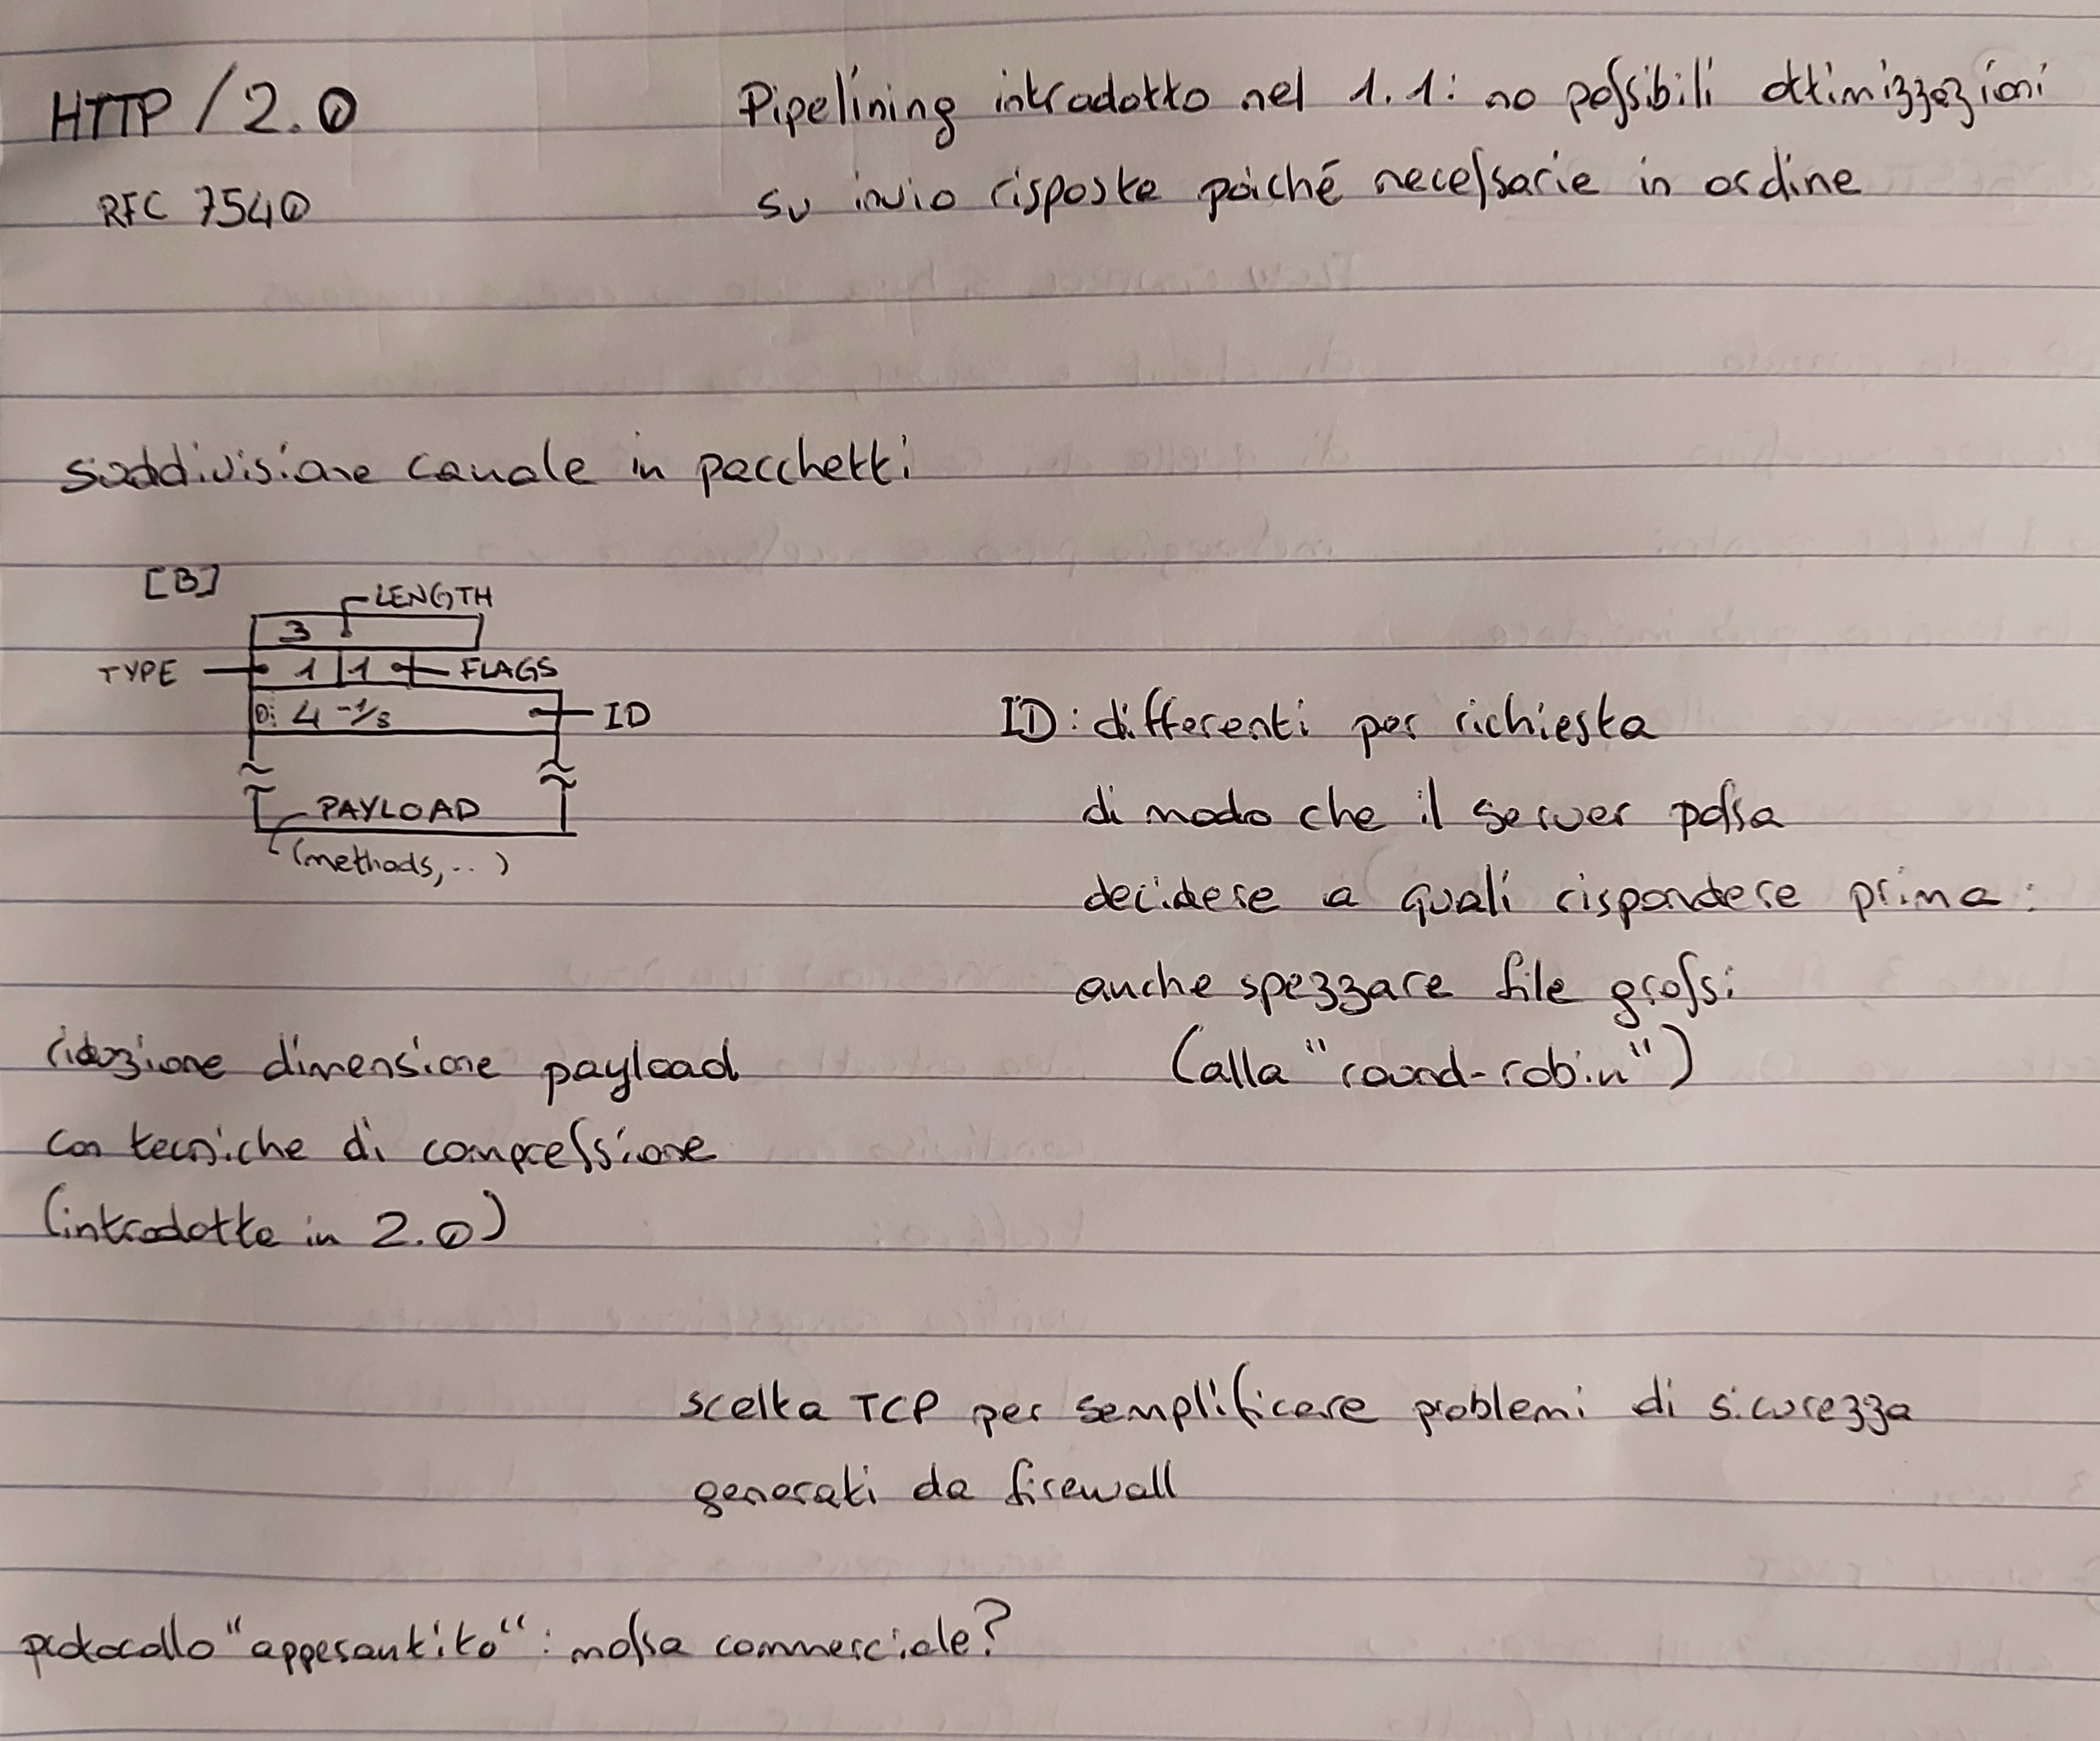 HTTP/2.0
RFC 7540
Pipelining introdotto nel 1.1: no possibili ottimizzazioni
su invio risposte poiché necessarie in ordine
suddivisione canale in pacchetti
[B]
LENGTH
3
TYPE 1 1 FLAGS
0 4 -1/8 ID
PAYLOAD
(methods,...)
ID: differenti per richiesta
di modo che il server possa
decidere a quali rispondere prima:
anche spezzare file grossi
(alla "round-robin")
riduzione dimensione payload
con tecniche di compressione
(introdotte in 2.0)
scelta TCP per semplificare problemi di sicurezza
generati da firewall
protocollo "appesantito": mossa commerciale?